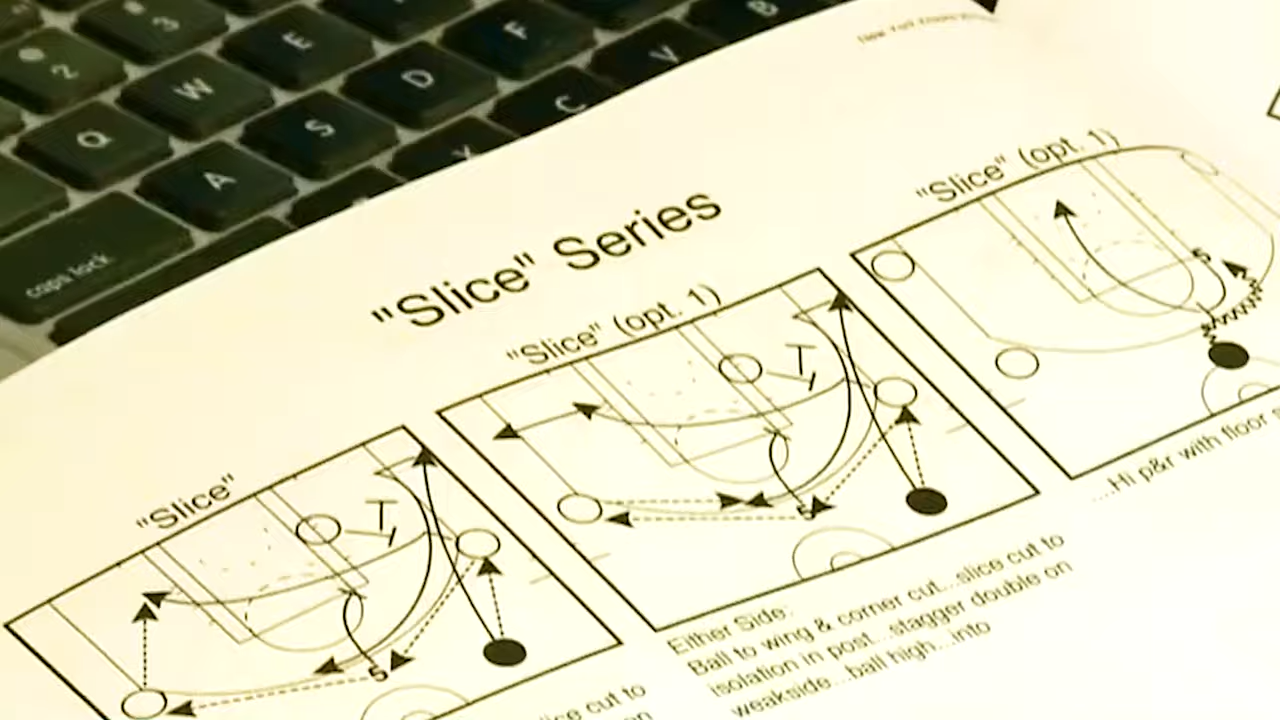 3
2
E
F
B
W
D
V
Q
S
C
A
caps lock
"Slice" Series
"Slice" (opt. 1)
"Slice" (opt. 1)
"Slice"
5
5
5
....Hi p&r with floor
Either Side:
Ball to wing & corner cut...slice cut to
isolation in post...stagger double on
weakside...ball high...into
cut to